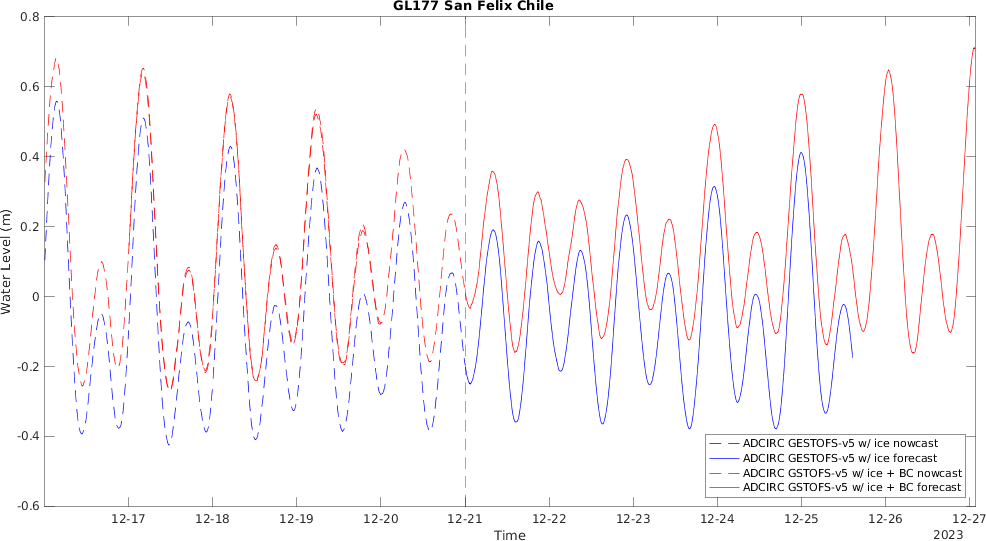 GL177 San Felix Chile
Water Level (m)
0.8
0.6
0.4
0.2
0
-0.2
-0.4
-0.6
ADCIRC GESTOFS-v5 w/ ice nowcast
ADCIRC GESTOFS-v5 w/ ice forecast
ADCIRC GSTOFS-v5 w/ ice + BC nowcast
ADCIRC GSTOFS-v5 w/ ice + BC forecast
12-17 12-18 12-19 12-20 12-21 12-22 12-23 12-24 12-25 12-26 12-27
Time
2023